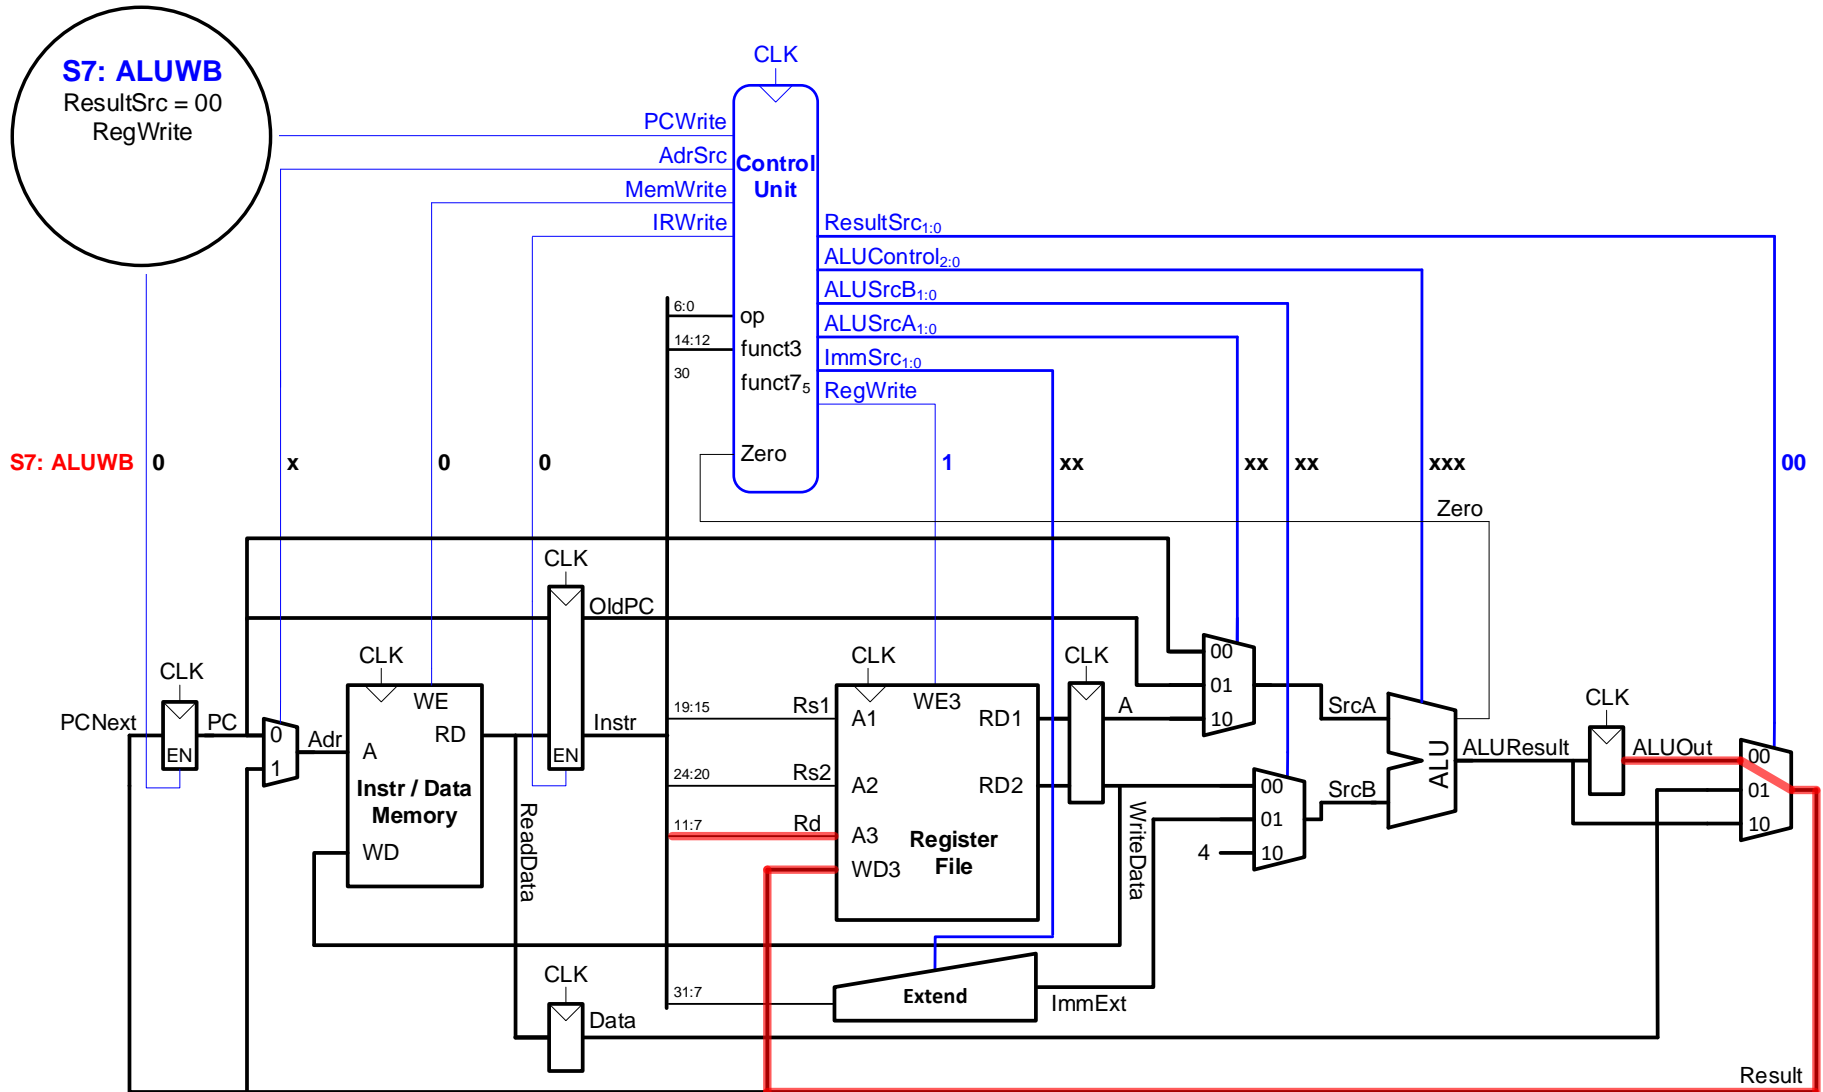 S7: ALUWB
ResultSrc = 00
RegWrite
CLK
PCWrite
AdrSrc
MemWrite
IRWrite
Control
Unit
ResultSrc1:0
ALUControl2:0
ALUSrcB1:0
ALUSrcA1:0
ImmSrc1:0
RegWrite
6:0
op
14:12
funct3
30
funct75
Zero
S7: ALUWB
0
x
0
0
1
xx
xx
xx
xxx
00
Zero
CLK
OldPC
EN
Instr
CLK
PCNext
EN
PC
0
1
Adr
CLK
WE
RD
A
Instr / Data
Memory
WD
ReadData
19:15
Rs1
24:20
Rs2
11:7
Rd
31:7
CLK
WE3
A1
RD1
A2
RD2
A3
WD3
Register
File
CLK
A
WriteData
00
01
10
SrcA
00
01
10
4
SrcB
ALU
ALUResult
CLK
ALUOut
00
01
10
Extend
ImmExt
CLK
Data
Result